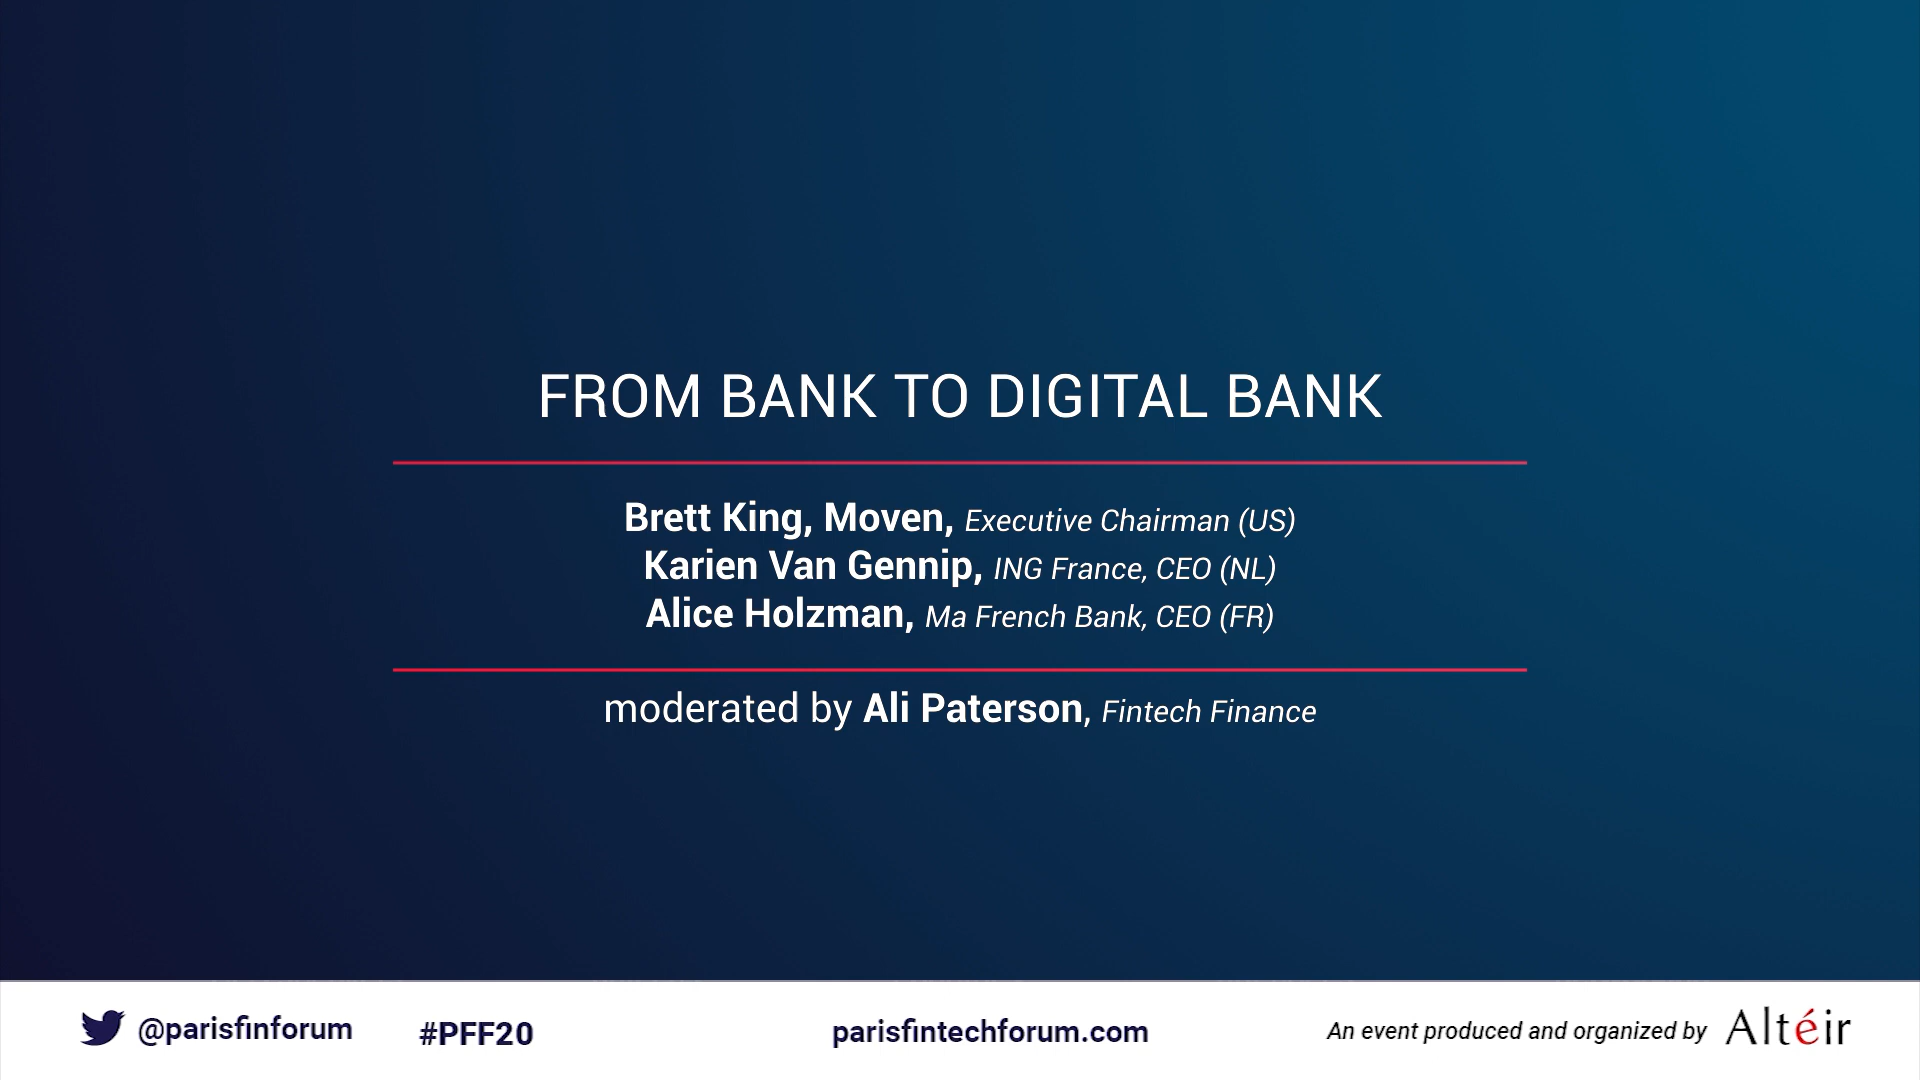 FROM BANK TO DIGITAL BANK
Brett King, Moven, Executive Chairman (US)
Karien Van Gennip, ING France, CEO (NL)
Alice Holzman, Ma French Bank, CEO (FR)
moderated by Ali Paterson, Fintech Finance
@parisfinforum #PFF20 parisfintechforum.com An event produced and organized by Altéir